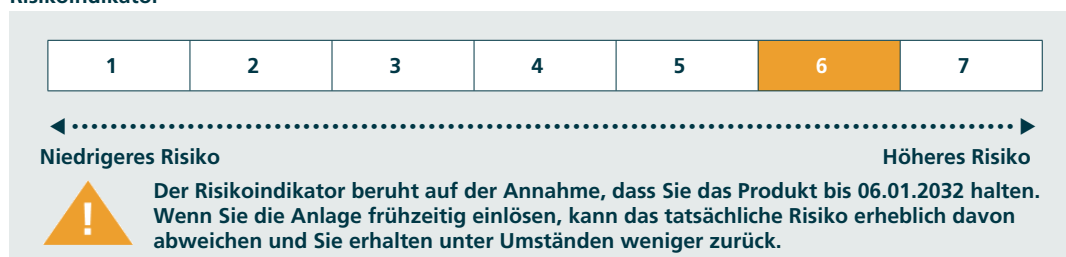 Risikoindikator
1 2 3 4 5 6 7
Niedrigeres Risiko Höheres Risiko
! Der Risikoindikator beruht auf der Annahme, dass Sie das Produkt bis 06.01.2032 halten.
Wenn Sie die Anlage frühzeitig einlösen, kann das tatsächliche Risiko erheblich davon
abweichen und Sie erhalten unter Umständen weniger zurück.